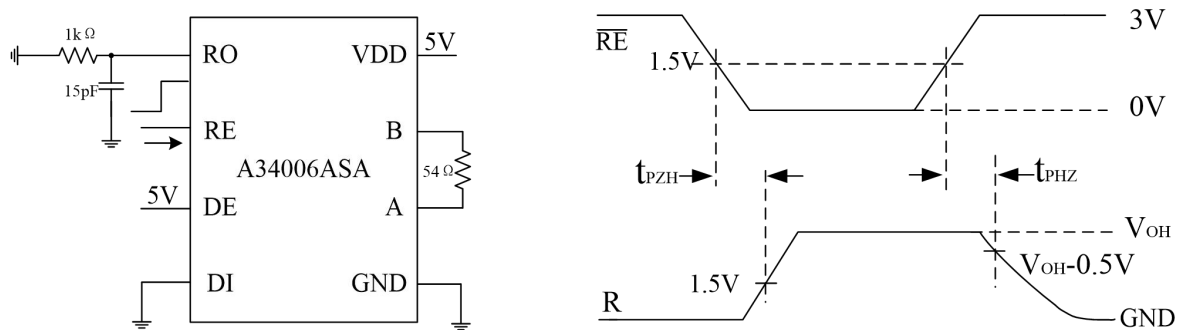 1kΩ
15pF
RO
VDD
5V
RE
B
A34006ASA
54Ω
5V
DE
A
DI
GND
RE
3V
1.5V
0V
tPZH
tPHZ
VOH
VOH-0.5V
1.5V
R
GND